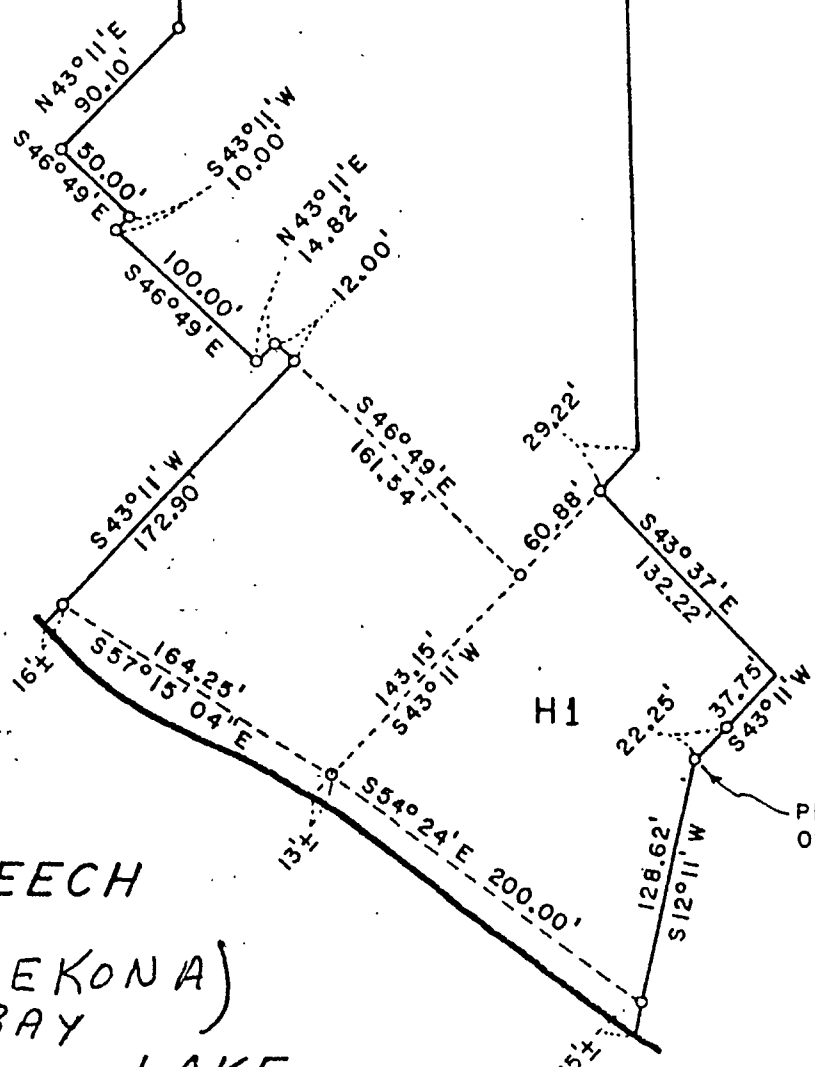 N43°11'E
90.10'
S43°11'W
10.00'
50.00'
S46°49'E
N43°11'E
14.82'
12.00'
100.00'
S46°49'E
S46°49'E
161.54'
29.22'
60.88'
S43°37'E
132.22'
S43°11'W
172.90'
143.15'
S43°11'W
H1
37.75'
S43°11'W
22.25'
164.25'
S57°15'04"E
16'±
13'±
S54°24'E 200.00'
128.62'
S12°11'W
5'±
EECH
EKONA)
BAY
LAKE